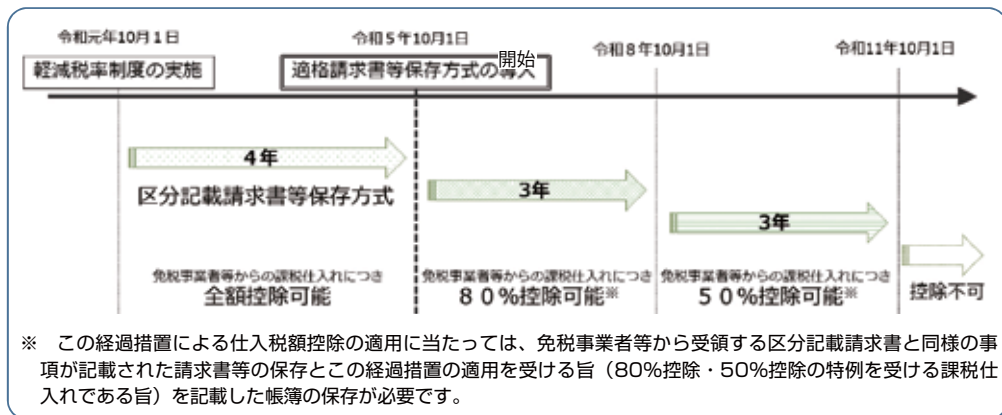 令和元年10月1日
令和5年10月1日
令和8年10月1日
令和11年10月1日
軽減税率制度の実施
適格請求書等保存方式の導入
開始
4年
区分記載請求書等保存方式
3年
3年
免税事業者等からの課税仕入れにつき
全額控除可能
免税事業者等からの課税仕入れにつき
80%控除可能※
免税事業者等からの課税仕入れにつき
50%控除可能※
控除不可
※ この経過措置による仕入税額控除の適用に当たっては、免税事業者等から受領する区分記載請求書と同様の事
項が記載された請求書等の保存とこの経過措置の適用を受ける旨(80%控除・50%控除の特例を受ける課税仕
入れである旨)を記載した帳簿の保存が必要です。